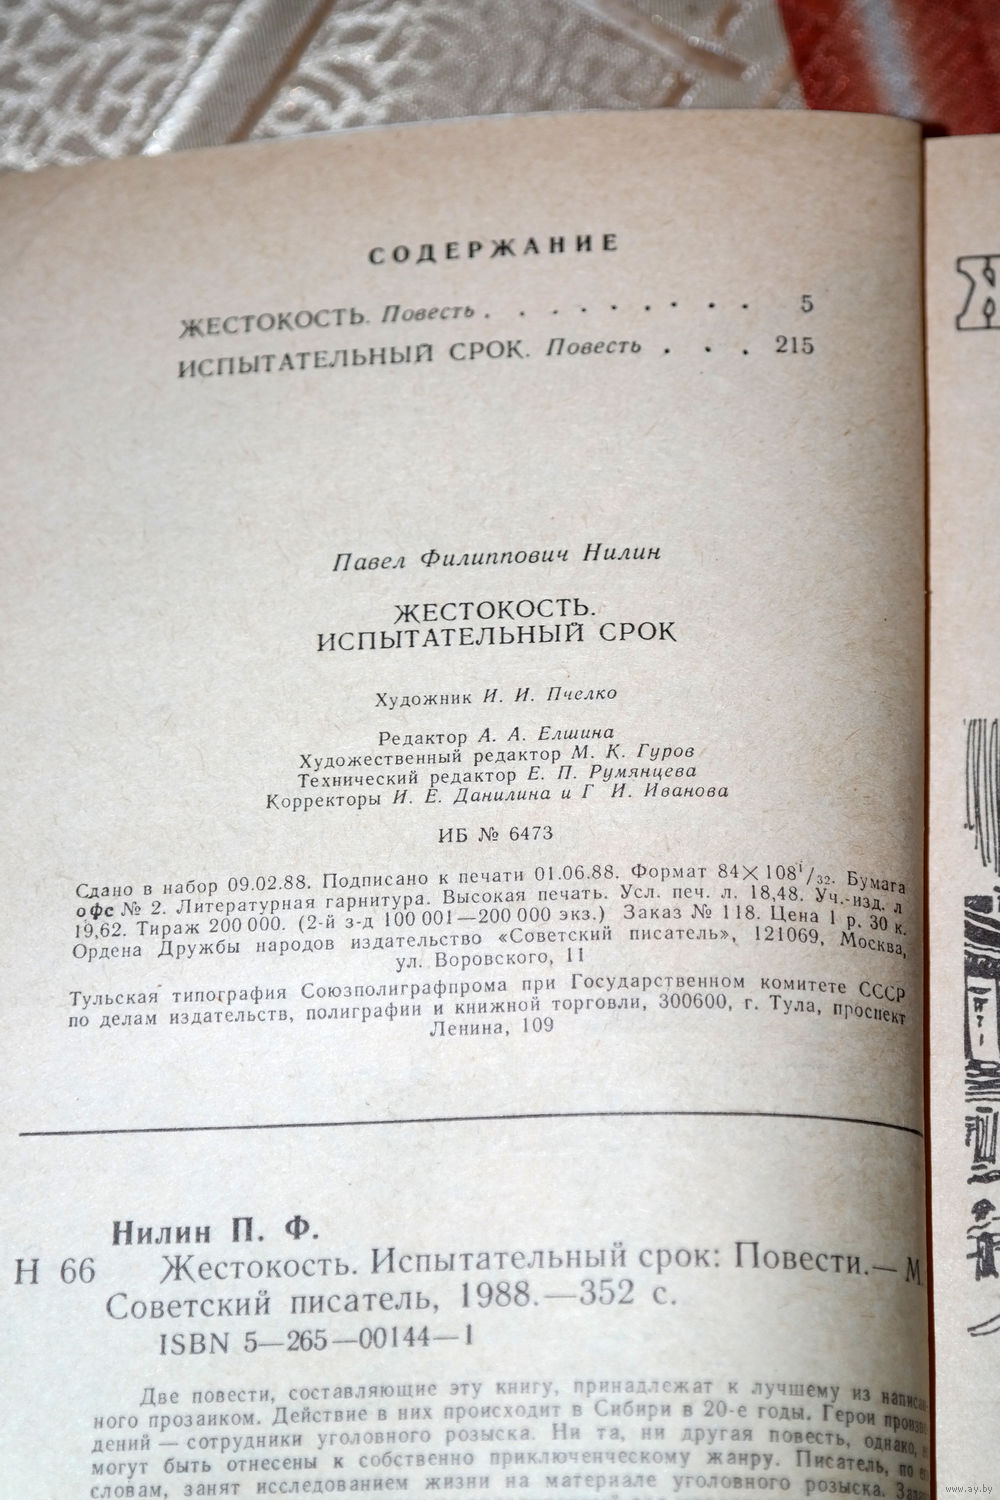 СОДЕРЖАНИЕ
ЖЕСТОКОСТЬ. Повесть . . . . . . . . 5
ИСПЫТАТЕЛЬНЫЙ СРОК. Повесть . . . 215
Павел Филиппович Нилин
ЖЕСТОКОСТЬ.
ИСПЫТАТЕЛЬНЫЙ СРОК
Художник И. И. Пчелко
Редактор А. А. Елшина
Художественный редактор М. К. Гуров
Технический редактор Е. П. Румянцева
Корректоры И. Е. Данилина и Г И. Иванова
ИБ № 6473
Сдано в набор 09.02.88. Подписано к печати 01.06.88. Формат 84×108¹/₃₂. Бумага
офс № 2. Литературная гарнитура. Высокая печать. Усл. печ. л. 18,48. Уч.-изд. л
19,62. Тираж 200 000. (2-й з-д 100 001—200 000 экз.) Заказ № 118. Цена 1 р. 30 к.
Ордена Дружбы народов издательство «Советский писатель», 121069, Москва,
ул. Воровского, 11
Тульская типография Союзполиграфпрома при Государственном комитете СССР
по делам издательств, полиграфии и книжной торговли, 300600, г. Тула, проспект
Ленина, 109
Нилин П. Ф.
Н 66 Жестокость. Испытательный срок: Повести.— М.
Советский писатель, 1988.—352 с.
ISBN 5—265—00144—1
Две повести, составляющие эту книгу, принадлежат к лучшему из написан-
ного прозаиком. Действие в них происходит в Сибири в 20-е годы. Герои произве-
дений — сотрудники уголовного розыска. Ни та, ни другая повесть, однако,
могут быть отнесены к собственно приключенческому жанру. Писатель, по
словам, занят исследованием жизни на материале уголовного розыска.
www.ay.by